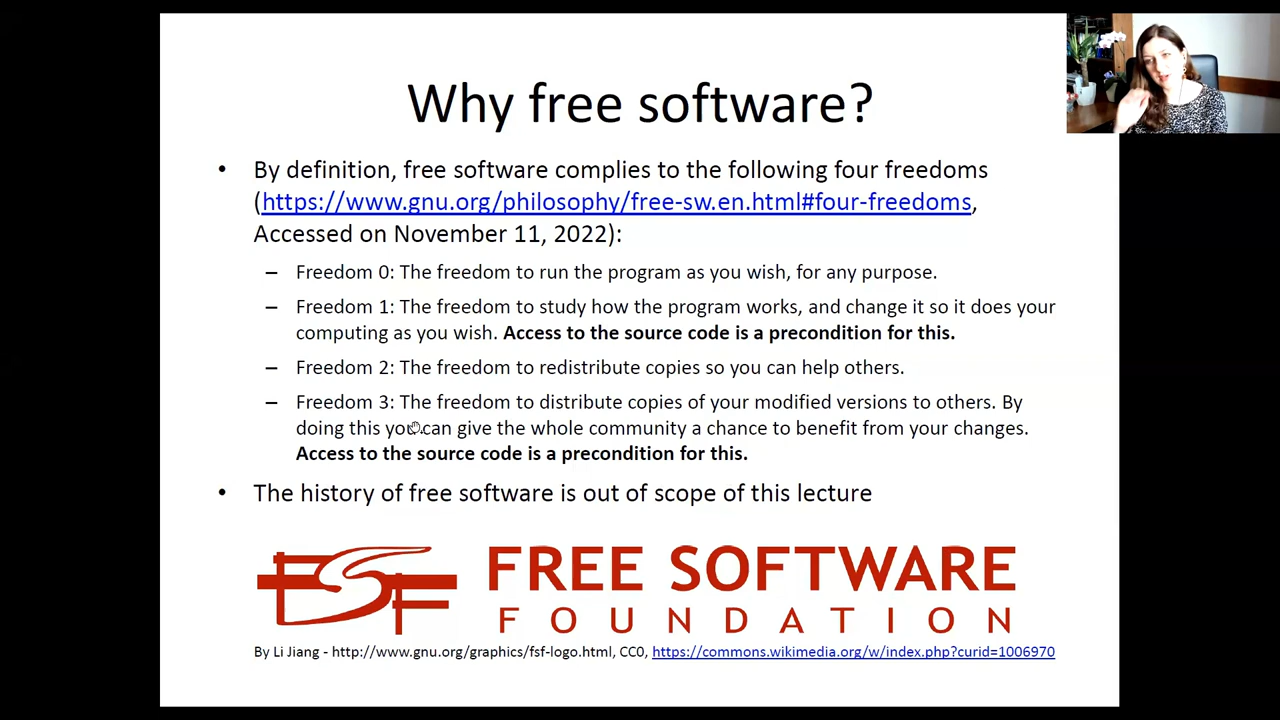 Why free software?
• By definition, free software complies to the following four freedoms
(https://www.gnu.org/philosophy/free-sw.en.html#four-freedoms,
Accessed on November 11, 2022):
– Freedom 0: The freedom to run the program as you wish, for any purpose.
– Freedom 1: The freedom to study how the program works, and change it so it does your
computing as you wish. Access to the source code is a precondition for this.
– Freedom 2: The freedom to redistribute copies so you can help others.
– Freedom 3: The freedom to distribute copies of your modified versions to others. By
doing this you can give the whole community a chance to benefit from your changes.
Access to the source code is a precondition for this.
• The history of free software is out of scope of this lecture
FSF
FREE SOFTWARE
FOUNDATION
By Li Jiang - http://www.gnu.org/graphics/fsf-logo.html, CC0, https://commons.wikimedia.org/w/index.php?curid=1006970